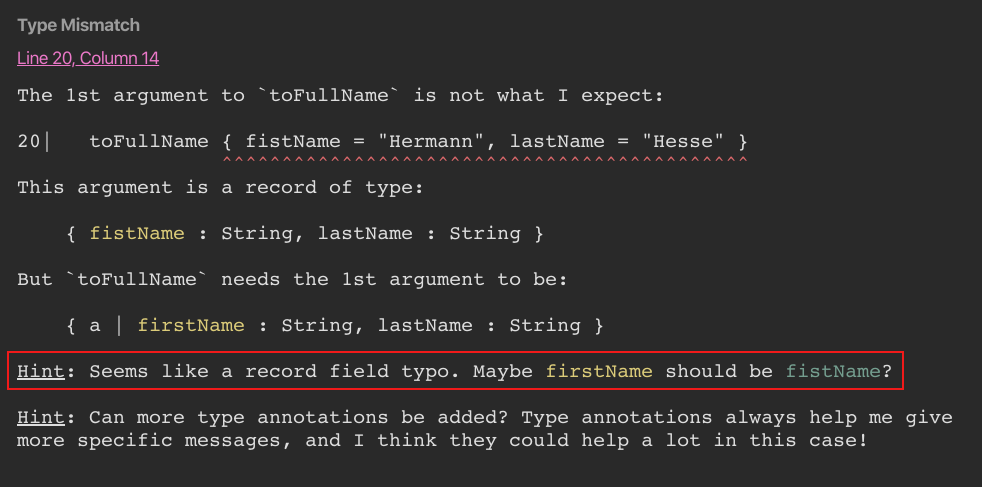 Type Mismatch
Line 20, Column 14
The 1st argument to `toFullName` is not what I expect:
20|   toFullName { fistName = "Hermann", lastName = "Hesse" }
^^^^^^^^^^^^^^^^^^^^^^^^^^^^^^^^^^^^^^^^^^^^
This argument is a record of type:
{ fistName : String, lastName : String }
But `toFullName` needs the 1st argument to be:
{ a | firstName : String, lastName : String }
Hint: Seems like a record field typo. Maybe firstName should be fistName?
Hint: Can more type annotations be added? Type annotations always help me give
more specific messages, and I think they could help a lot in this case!